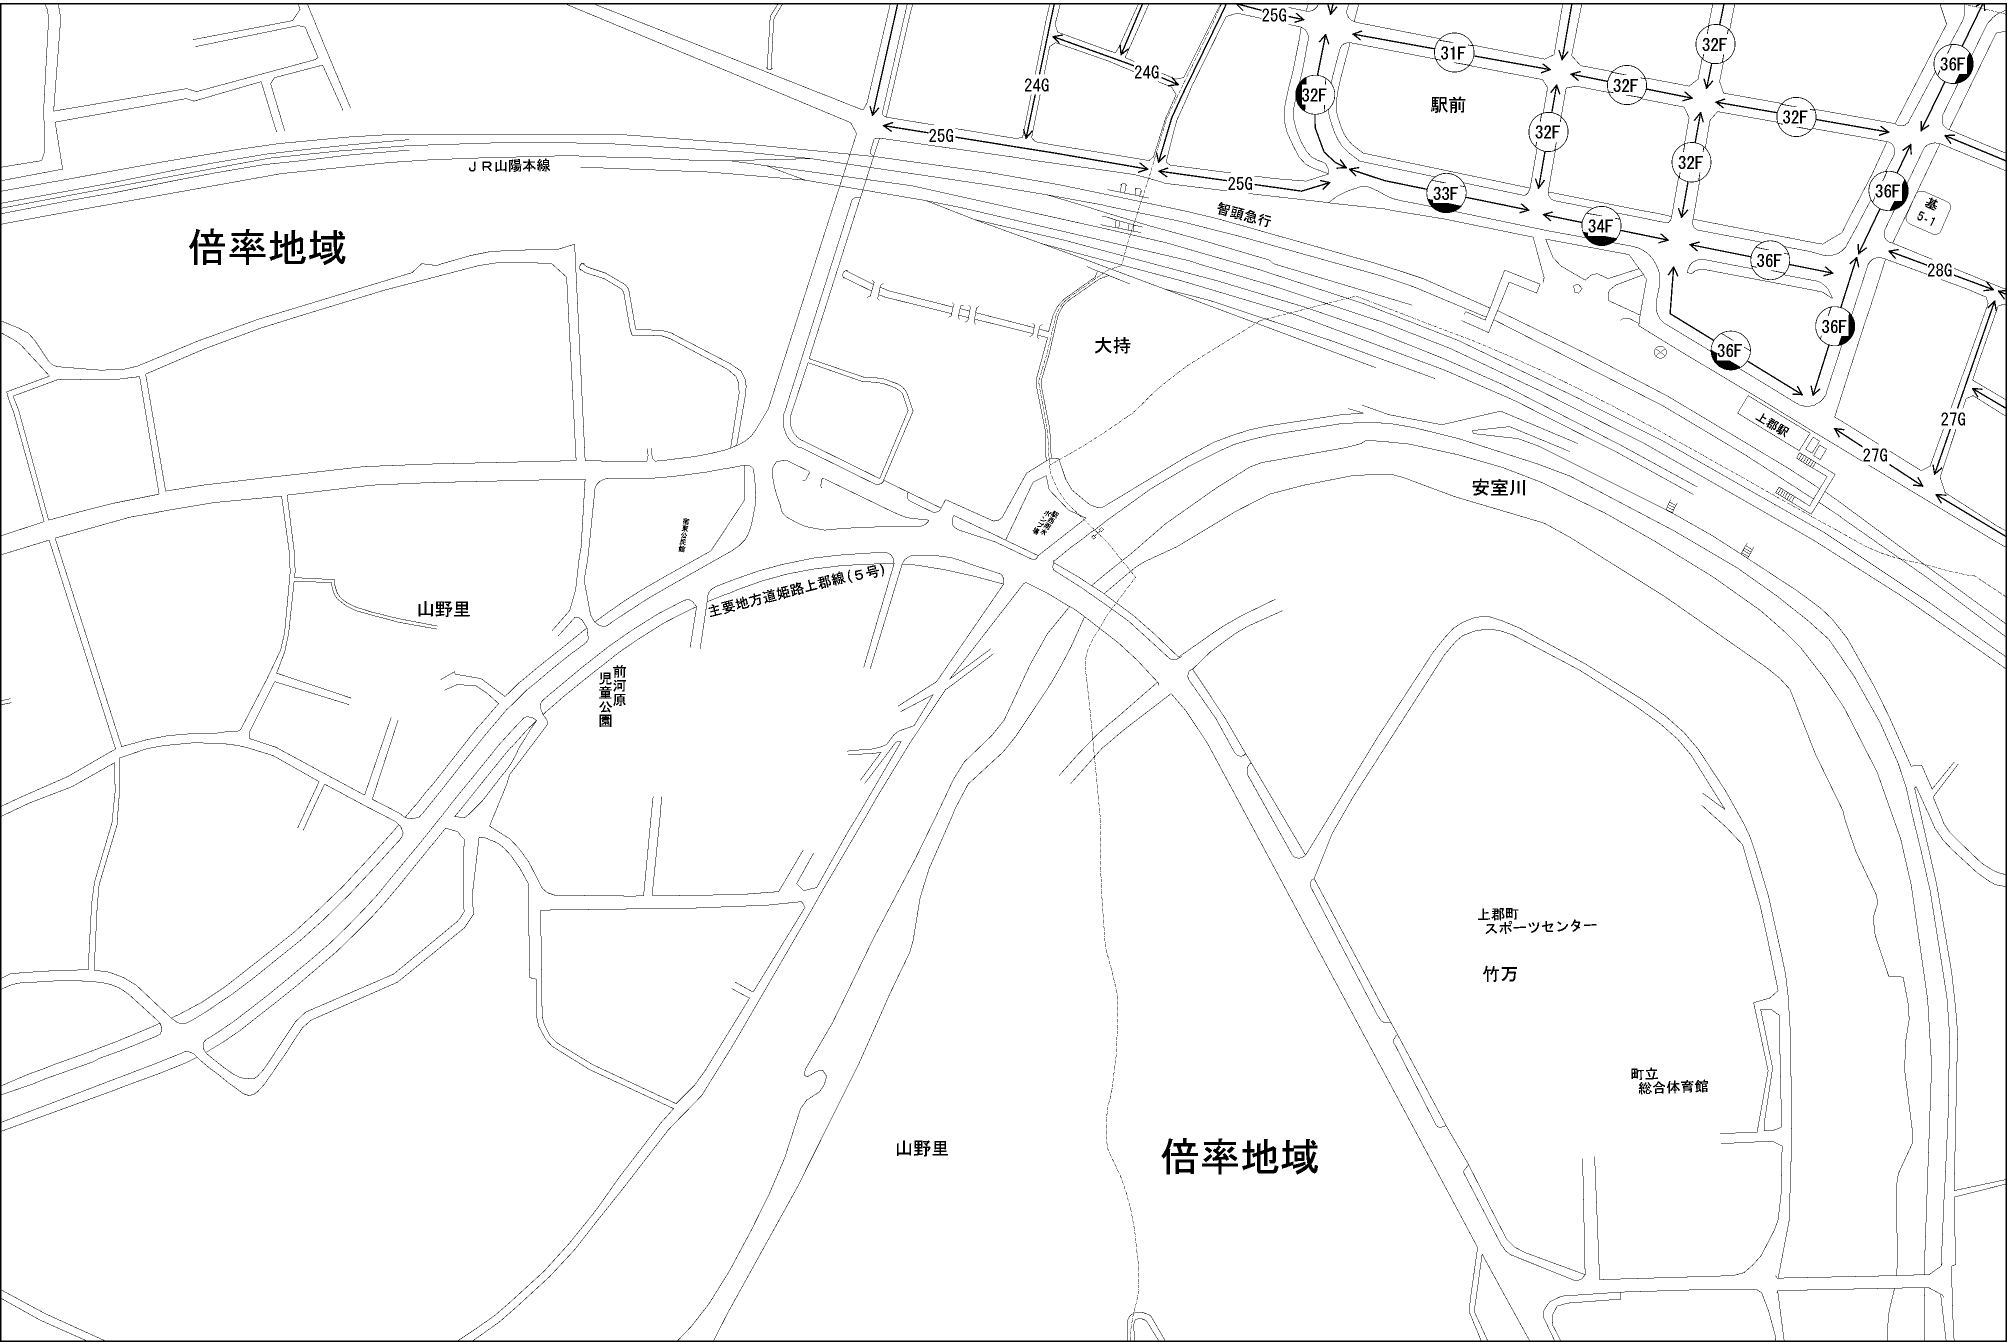 25G
31F
32F
36F
24G
24G
32F
32F
駅前
32F
25G
32F
32F
JR山陽本線
25G
33F
36F
基
5-1
智頭急行
34F
倍率地域
36F
28G
36F
大持
36F
27G
上郡駅
27G
安室川
主要地方道姫路上郡線(5号)
山野里
前河原
児童公園
上郡町
スポーツセンター
竹万
町立
総合体育館
山野里
倍率地域